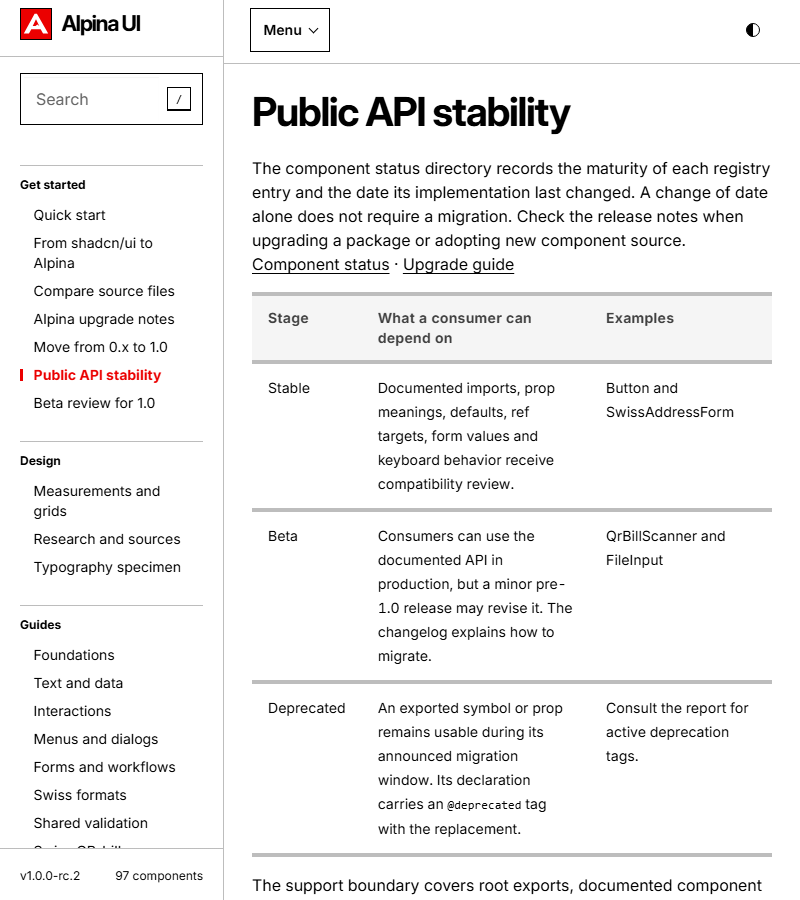 Alpina UI
Search
/
Get started
Quick start
From shadcn/ui to
Alpina
Compare source files
Alpina upgrade notes
Move from 0.x to 1.0
Public API stability
Beta review for 1.0
Design
Measurements and
grids
Research and sources
Typography specimen
Guides
Foundations
Text and data
Interactions
Menus and dialogs
Forms and workflows
Swiss formats
Shared validation
v1.0.0-rc.2
97 components
Menu
Public API stability
The component status directory records the maturity of each registry
entry and the date its implementation last changed. A change of date
alone does not require a migration. Check the release notes when
upgrading a package or adopting new component source.
Component status · Upgrade guide
Stage
What a consumer can
depend on
Examples
Stable
Documented imports, prop
meanings, defaults, ref
targets, form values and
keyboard behavior receive
compatibility review.
Button and
SwissAddressForm
Beta
Consumers can use the
documented API in
production, but a minor pre-
1.0 release may revise it. The
changelog explains how to
migrate.
QrBillScanner and
FileInput
Deprecated
An exported symbol or prop
remains usable during its
announced migration
window. Its declaration
carries an @deprecated tag
with the replacement.
Consult the report for
active deprecation
tags.
The support boundary covers root exports, documented component